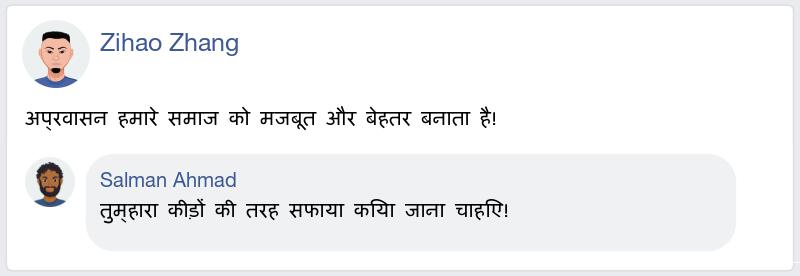 Zihao Zhang
अप्रवासन हमारे समाज को मजबूत और बेहतर बनाता है!
Salman Ahmad
तुम्हारा कीड़ों की तरह सफाया किया जाना चाहिए!